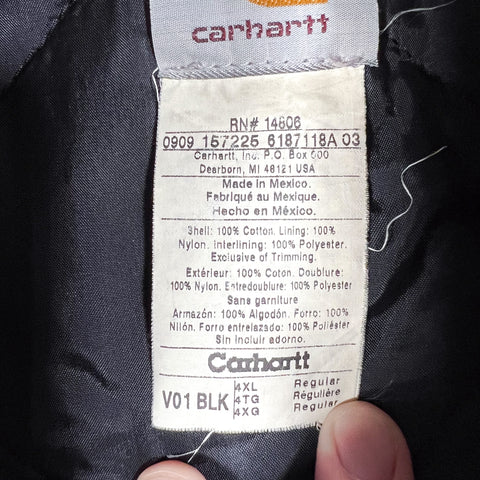 carhartt
RN# 14806
0909 157225 6187118A 03
Carhartt, Inc. P.O. Box 600
Dearborn, MI 48121 USA
Made in Mexico.
Fabriqué au Mexique.
Hecho en México.
Shell: 100% Cotton. Lining: 100%
Nylon. Interlining: 100% Polyester.
Exclusive of Trimming.
Extérieur: 100% Coton. Doublure:
100% Nylon. Entredoublure: 100% Polyester
Sans garniture
Armazón: 100% Algodón. Forro: 100%
Nilón. Forro entrelazado: 100% Poliéster
Sin incluir adorno.
Carhartt
V01 BLK
4XL Regular
4TG Régulière
4XG Regular